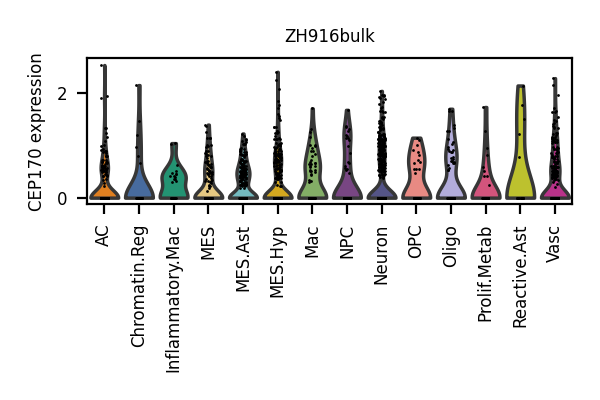 ZH916bulk
CEP170 expression
2
0
AC
Chromatin.Reg
Inflammatory.Mac
MES
MES.Ast
MES.Hyp
Mac
NPC
Neuron
OPC
Oligo
Prolif.Metab
Reactive.Ast
Vasc